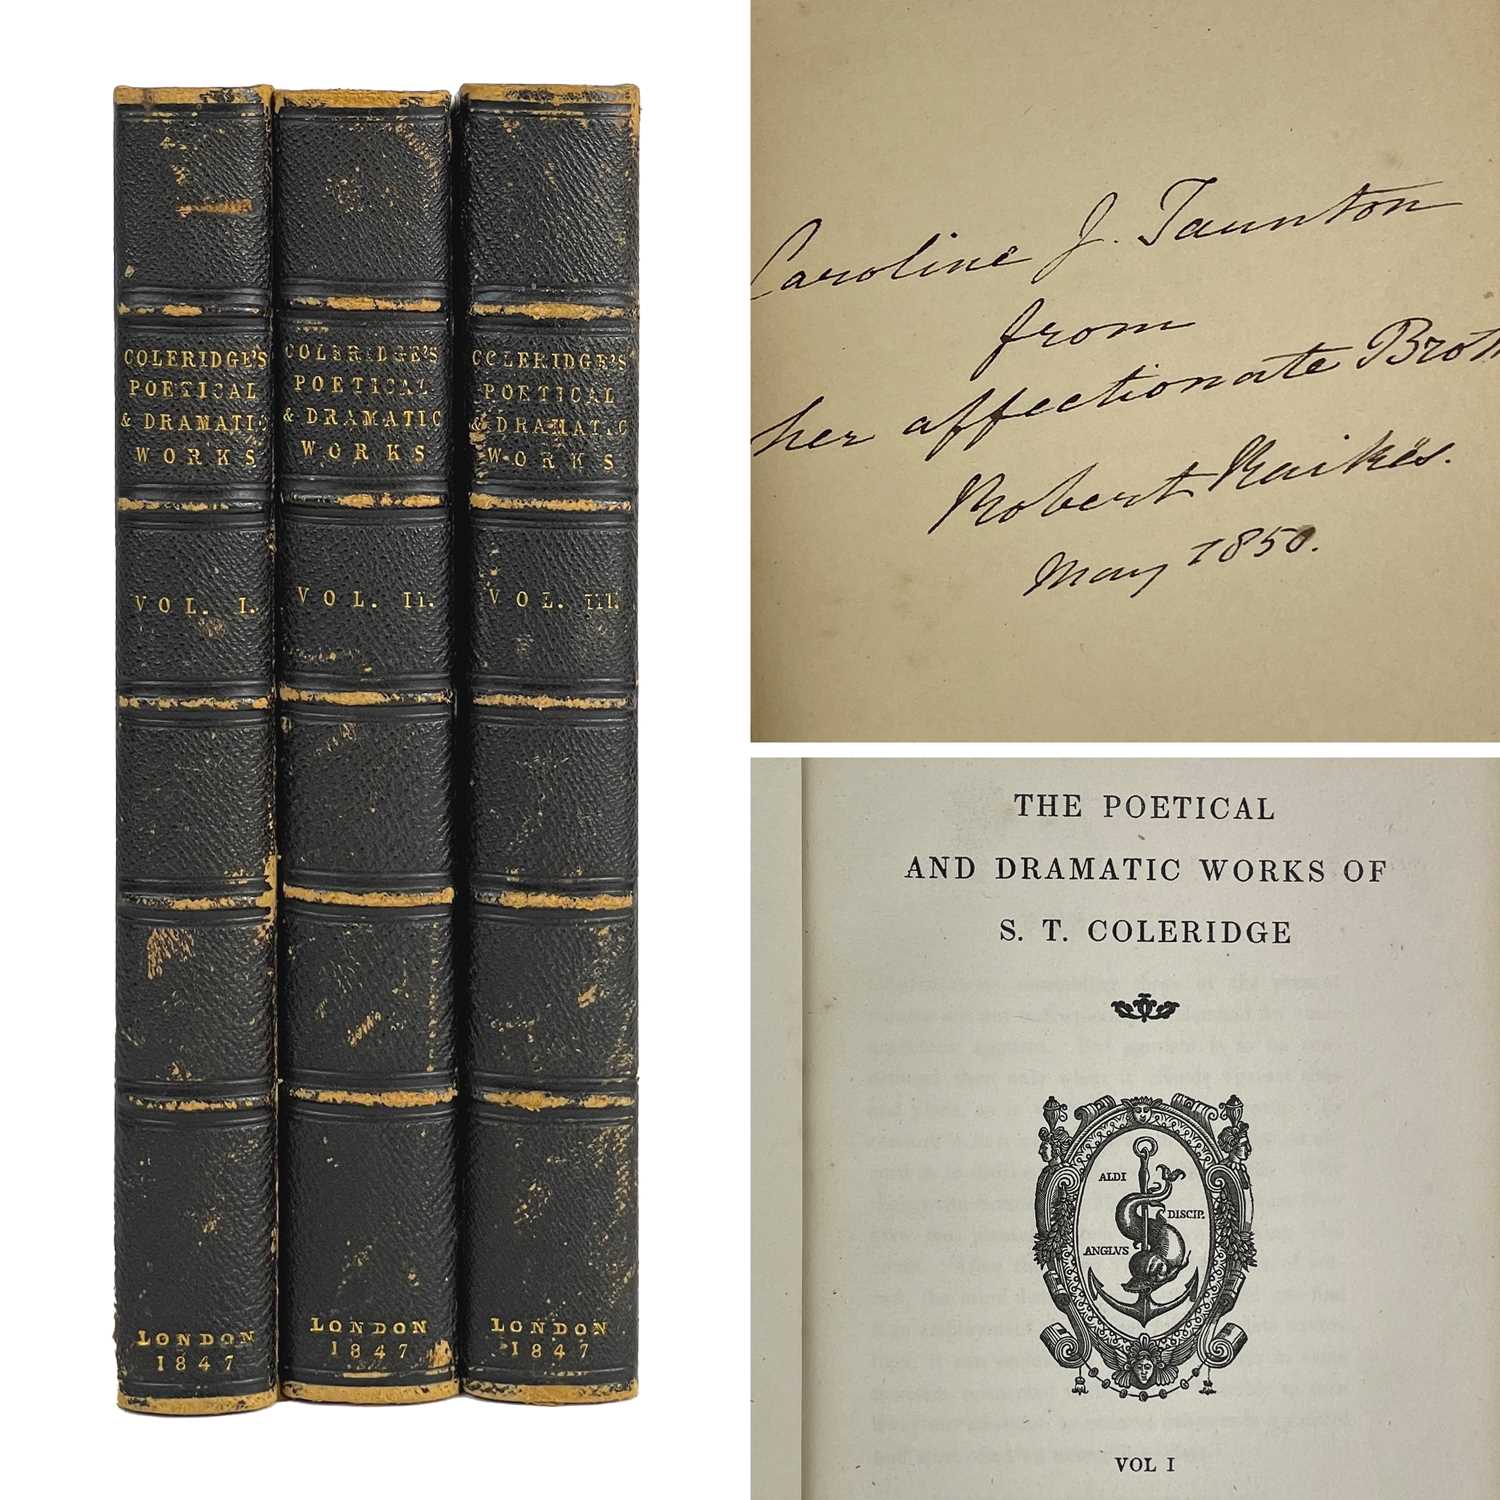 COLERIDGE'S
POETICAL
& DRAMATIC
WORKS
VOL. I.
LONDON
1847
COLERIDGE'S
POETICAL
& DRAMATIC
WORKS
VOL. II.
LONDON
1847
COLERIDGE'S
POETICAL
& DRAMATIC
WORKS
VOL. III.
LONDON
1847
Caroline J. Taunton
from
her affectionate Broth
Robert Raikes.
May 1850.
THE POETICAL
AND DRAMATIC WORKS OF
S. T. COLERIDGE
ALDI
DISCIP.
ANGLVS
VOL I